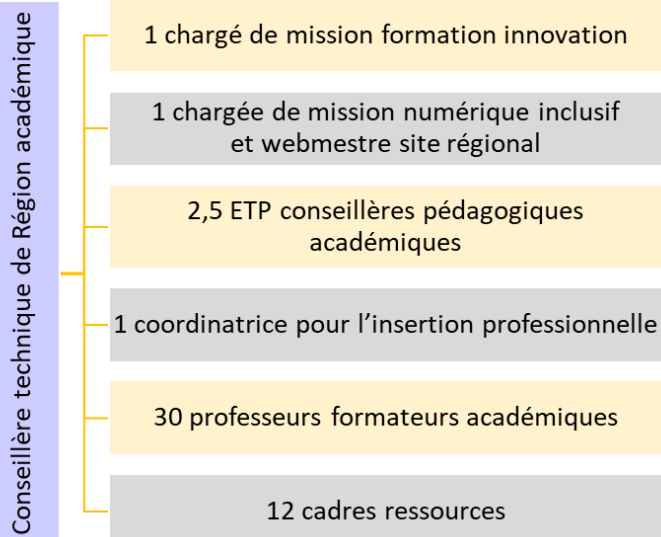 Conseillère technique de Région académique
1 chargé de mission formation innovation
1 chargée de mission numérique inclusif
et webmestre site régional
2,5 ETP conseillères pédagogiques
académiques
1 coordinatrice pour l’insertion professionnelle
30 professeurs formateurs académiques
12 cadres ressources